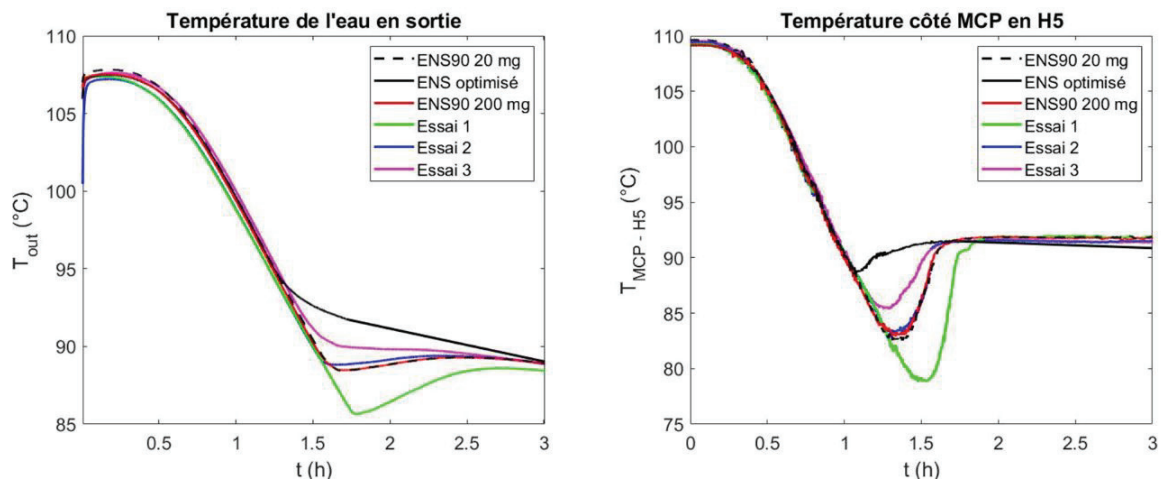 Température de l'eau en sortie
110
105
100
95
90
85
T_out (°C)
0.5
1
1.5
2
2.5
3
t (h)
ENS90 20 mg
ENS optimisé
ENS90 200 mg
Essai 1
Essai 2
Essai 3
Température côté MCP en H5
110
105
100
95
90
85
80
75
T_MCP - H5 (°C)
0
0.5
1
1.5
2
2.5
3
t (h)
ENS90 20 mg
ENS optimisé
ENS90 200 mg
Essai 1
Essai 2
Essai 3